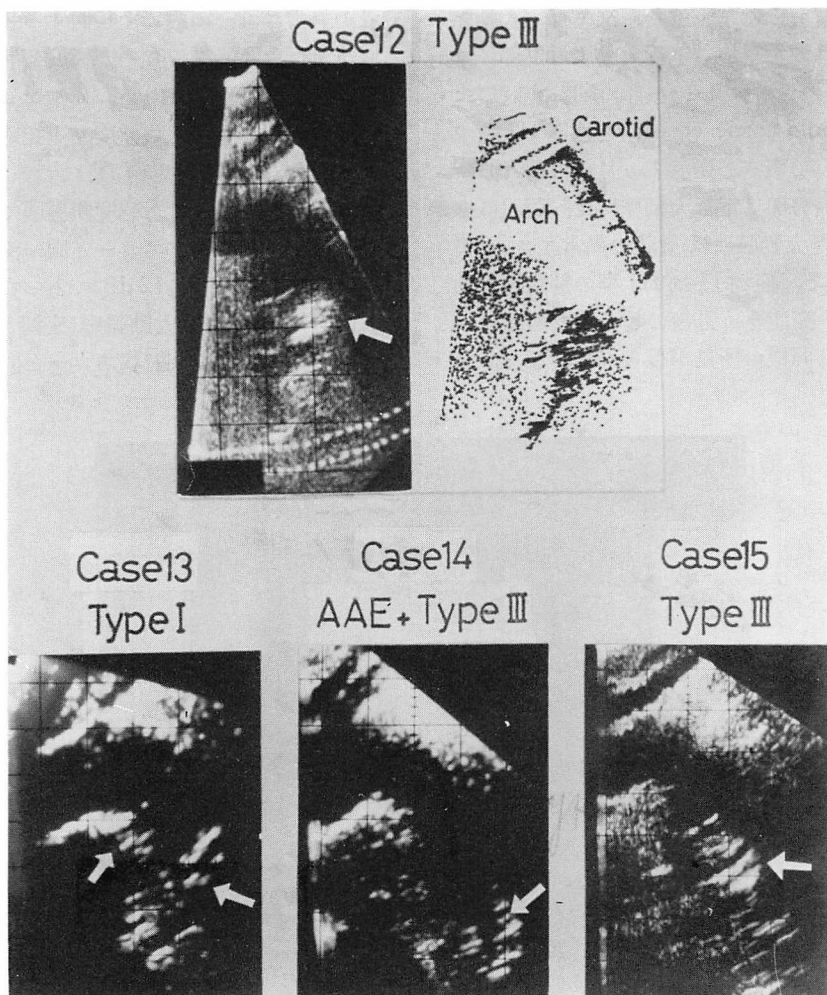 Case12 Type III
Carotid
Arch
Case13
Type I
Case14
AAE + Type III
Case15
Type III